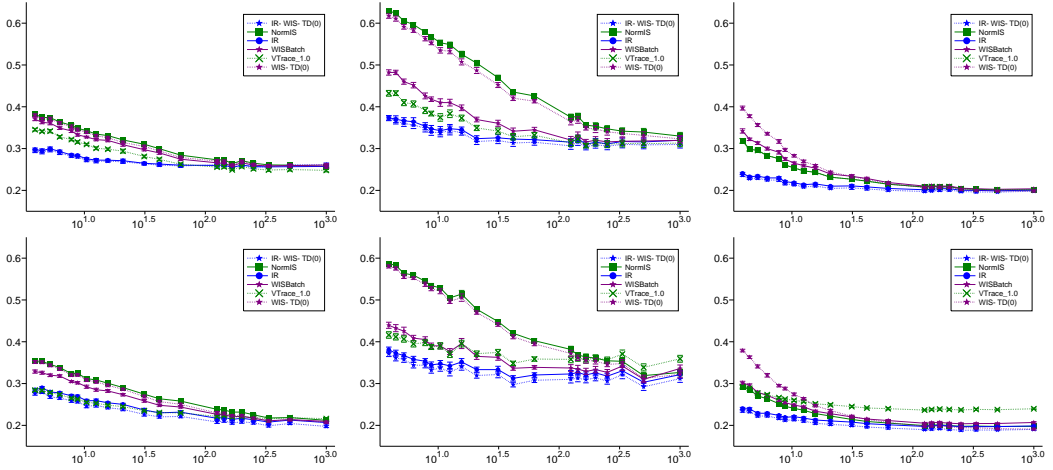 0.6
0.5
0.4
0.3
0.2
10^1.0
10^1.5
10^2.0
10^2.5
10^3.0
IR- WIS- TD(0)
NormIS
IR
WISBatch
VTrace_1.0
WIS- TD(0)
0.6
0.5
0.4
0.3
0.2
10^1.0
10^1.5
10^2.0
10^2.5
10^3.0
IR- WIS- TD(0)
NormIS
IR
WISBatch
VTrace_1.0
WIS- TD(0)
0.6
0.5
0.4
0.3
0.2
10^1.0
10^1.5
10^2.0
10^2.5
10^3.0
IR- WIS- TD(0)
NormIS
IR
WISBatch
VTrace_1.0
WIS- TD(0)
0.6
0.5
0.4
0.3
0.2
10^1.0
10^1.5
10^2.0
10^2.5
10^3.0
IR- WIS- TD(0)
NormIS
IR
WISBatch
VTrace_1.0
WIS- TD(0)
0.6
0.5
0.4
0.3
0.2
10^1.0
10^1.5
10^2.0
10^2.5
10^3.0
IR- WIS- TD(0)
NormIS
IR
WISBatch
VTrace_1.0
WIS- TD(0)
0.6
0.5
0.4
0.3
0.2
10^1.0
10^1.5
10^2.0
10^2.5
10^3.0
IR- WIS- TD(0)
NormIS
IR
WISBatch
VTrace_1.0
WIS- TD(0)